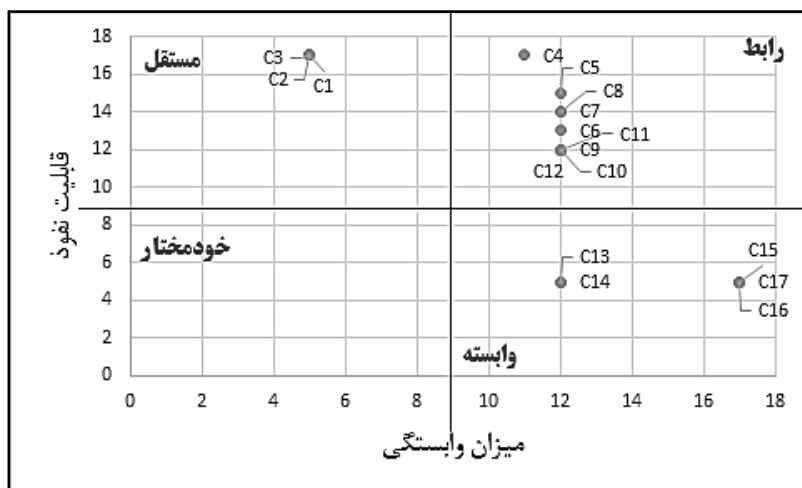 مستقل
رابط
قابلیت نفوذ
18
16
14
12
10
8
6
4
2
0
C3
C2
C1
C4
C5
C8
C7
C6
C11
C9
C12
C10
خودمختار
C13
C14
C15
C17
C16
وابسته
0 2 4 6 8 10 12 14 16 18
میزان وابستگی